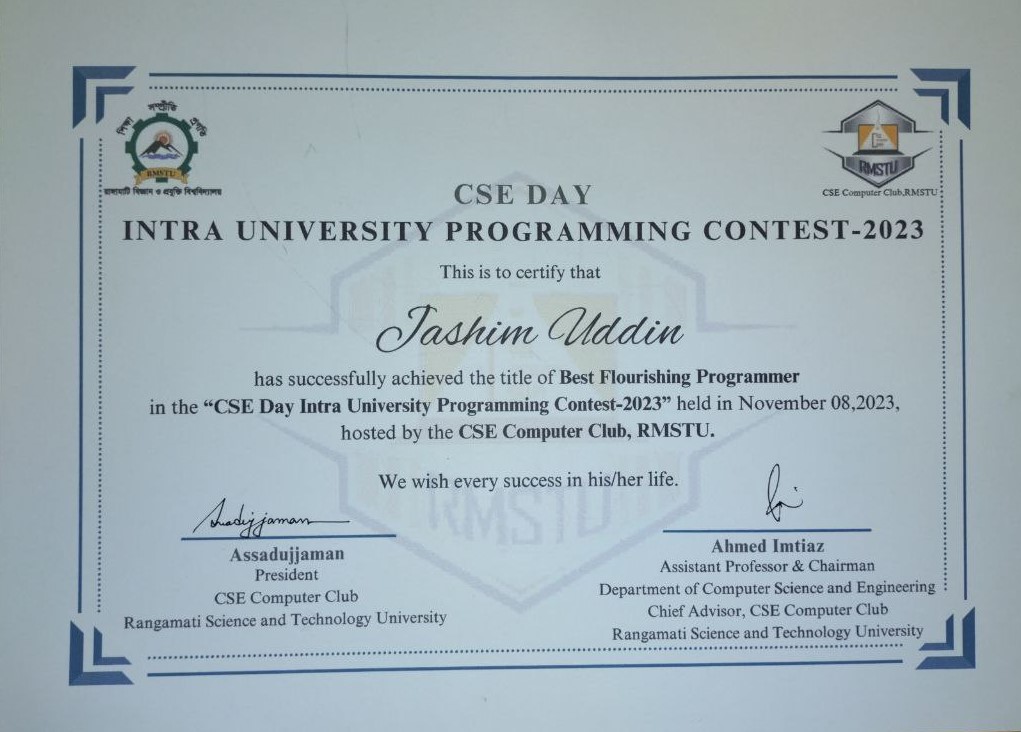 শিক্ষা সম্প্রীতি প্রগতি
RMSTU
রাঙ্গামাটি বিজ্ঞান ও প্রযুক্তি বিশ্ববিদ্যালয়
RMSTU
CSE Computer Club,RMSTU
CSE DAY
INTRA UNIVERSITY PROGRAMMING CONTEST-2023
This is to certify that
Jashim Uddin
has successfully achieved the title of Best Flourishing Programmer
in the “CSE Day Intra University Programming Contest-2023” held in November 08,2023,
hosted by the CSE Computer Club, RMSTU.
We wish every success in his/her life.
RMSTU
Assadujjaman
President
CSE Computer Club
Rangamati Science and Technology University
Ahmed Imtiaz
Assistant Professor & Chairman
Department of Computer Science and Engineering
Chief Advisor, CSE Computer Club
Rangamati Science and Technology University